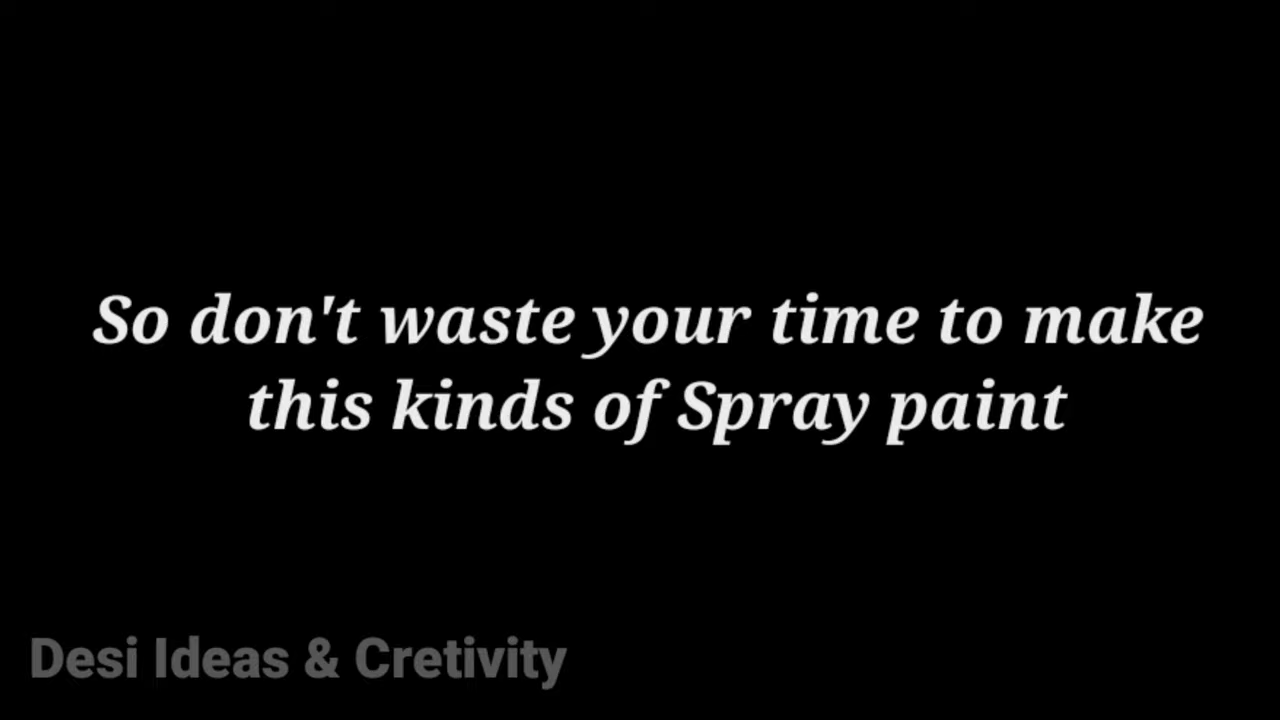 So don't waste your time to make
this kinds of Spray paint
Desi Ideas & Cretivity